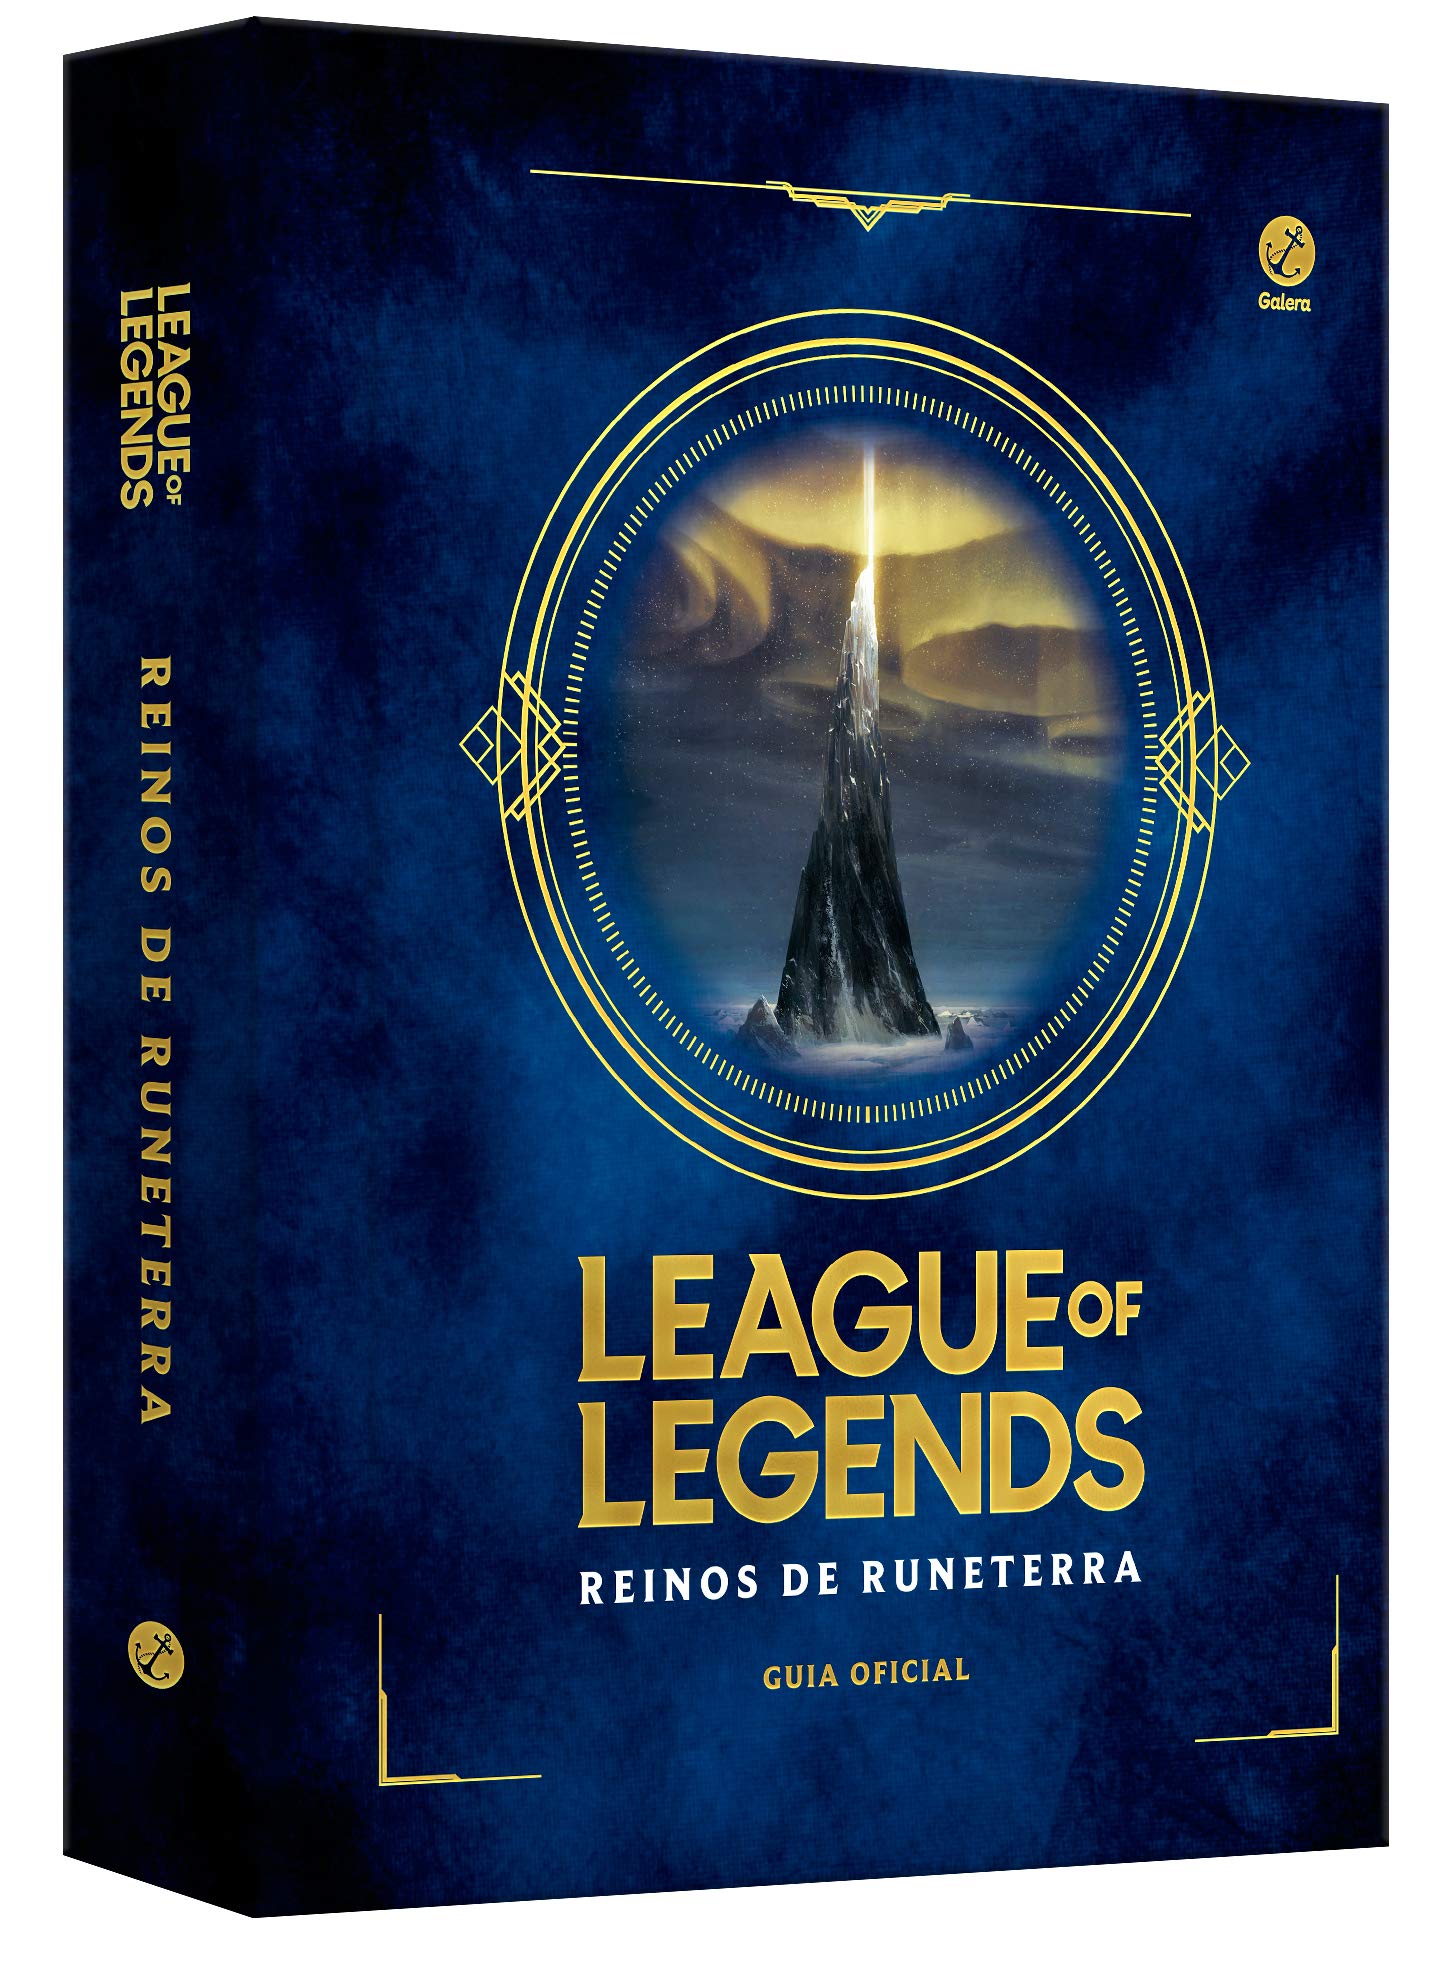 LEAGUE OF
LEGENDS
REINOS DE RUNETERRA
Galera
LEAGUE OF
LEGENDS
REINOS DE RUNETERRA
GUIA OFICIAL